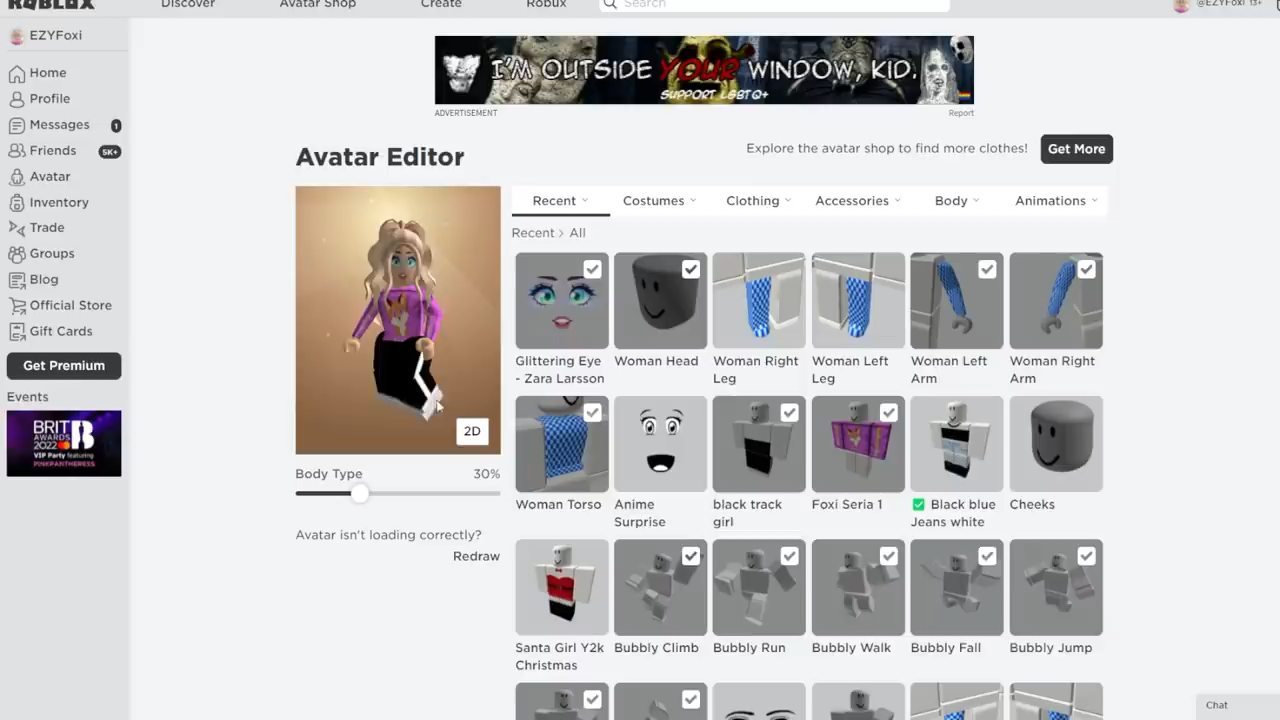 ROBLOX
Discover
Avatar Shop
Create
Robux
Search
@EZYFoxi 13+
EZYFoxi
Home
Profile
Messages 1
Friends 5K+
Avatar
Inventory
Trade
Groups
Blog
Official Store
Gift Cards
Get Premium
Events
BRIT
AWARDS
2022
VIP Party featuring
PINKPANTHERESS
I'M OUTSIDE YOUR WINDOW, KID.
SUPPORT LGBTQ+
ADVERTISEMENT
Report
Avatar Editor
Explore the avatar shop to find more clothes!
Get More
2D
Body Type 30%
Avatar isn't loading correctly?
Redraw
Recent
Costumes
Clothing
Accessories
Body
Animations
Recent > All
Glittering Eye
- Zara Larsson
Woman Head
Woman Right
Leg
Woman Left
Leg
Woman Left
Arm
Woman Right
Arm
Woman Torso
Anime
Surprise
black track
girl
Foxi Seria 1
✅ Black blue
Jeans white
Cheeks
Santa Girl Y2k
Christmas
Bubbly Climb
Bubbly Run
Bubbly Walk
Bubbly Fall
Bubbly Jump
Chat